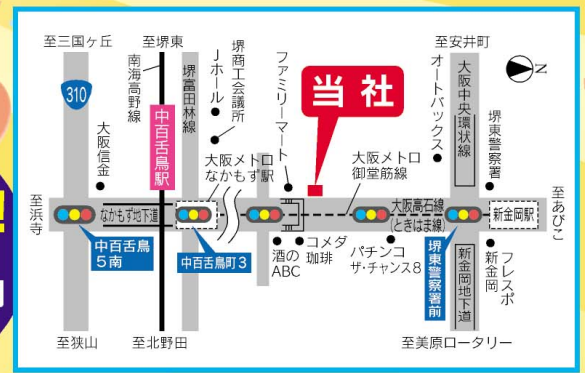 至三国ヶ丘
至堺東
至安井町
310
南海高野線
堺富田林線
Jホール
堺商工会議所
ファミリーマート
当社
オートバックス
大阪中央環状線
堺東警察署
N
大阪信金
中百舌鳥駅
大阪メトロ
なかもず駅
大阪メトロ
御堂筋線
至浜寺
なかもず地下道
大阪高石線
(ときはま線)
新金岡駅
至あびこ
中百舌鳥
5南
中百舌鳥町3
酒の
ABC
コメダ
珈琲
パチンコ
ザ・チャンス8
堺東警察署前
新金岡地下道
フレスポ
新金岡
至狭山
至北野田
至美原ロータリー